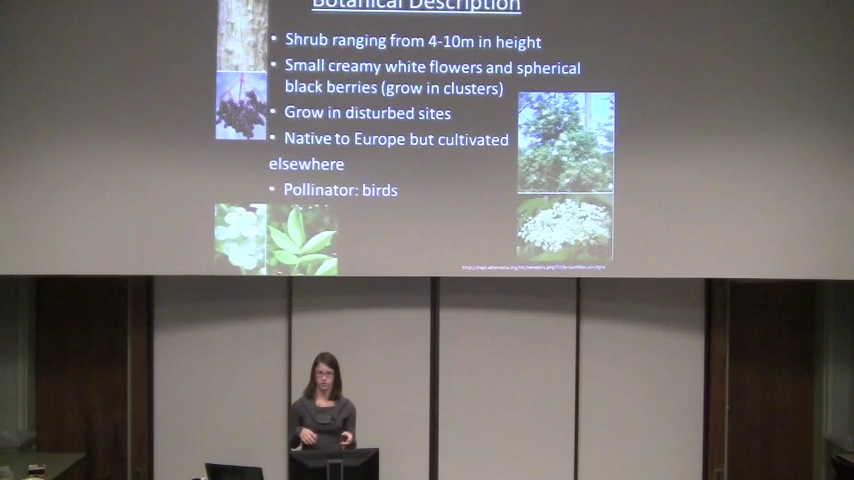 Botanical Description
▪ Shrub ranging from 4-10m in height
▪ Small creamy white flowers and spherical
black berries (grow in clusters)
▪ Grow in disturbed sites
▪ Native to Europe but cultivated
elsewhere
▪ Pollinator: birds